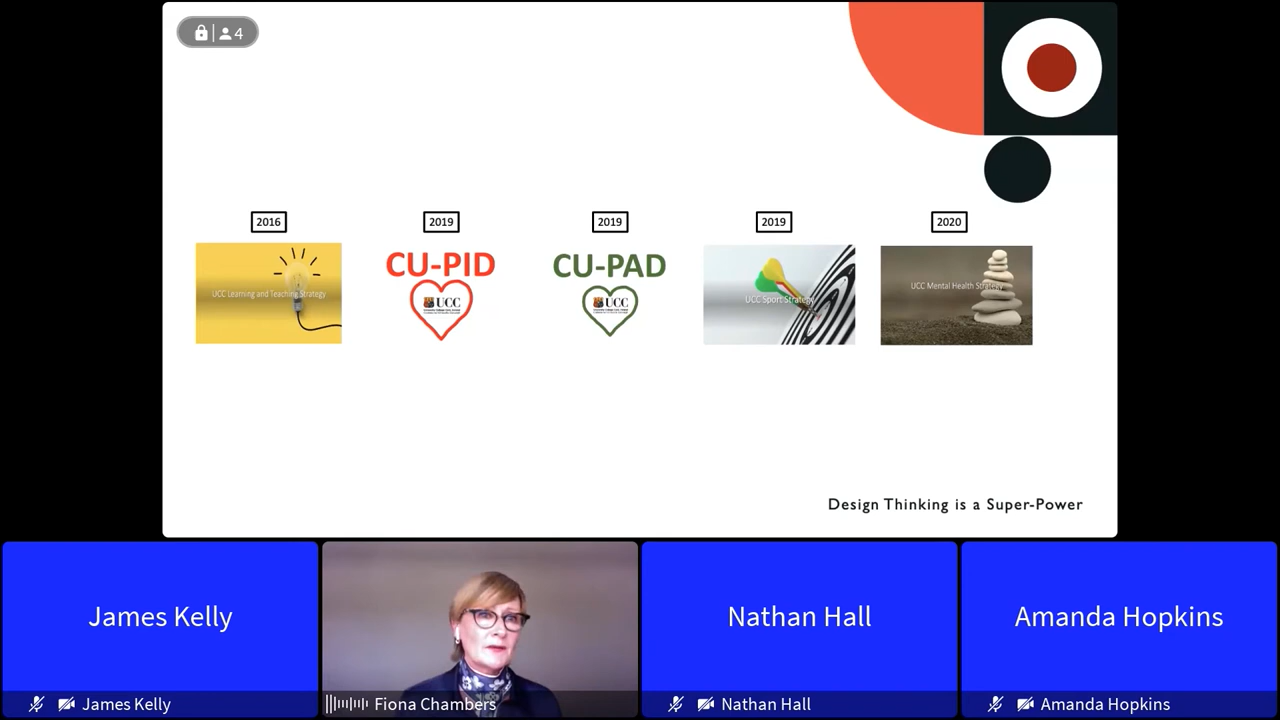 4
2016
2019
2019
2019
2020
UCC Learning and Teaching Strategy
CU-PID
UCC
CU-PAD
UCC
UCC Sport Strategy
UCC Mental Health Strategy
Design Thinking is a Super-Power
James Kelly
Nathan Hall
Amanda Hopkins
James Kelly
Fiona Chambers
Nathan Hall
Amanda Hopkins